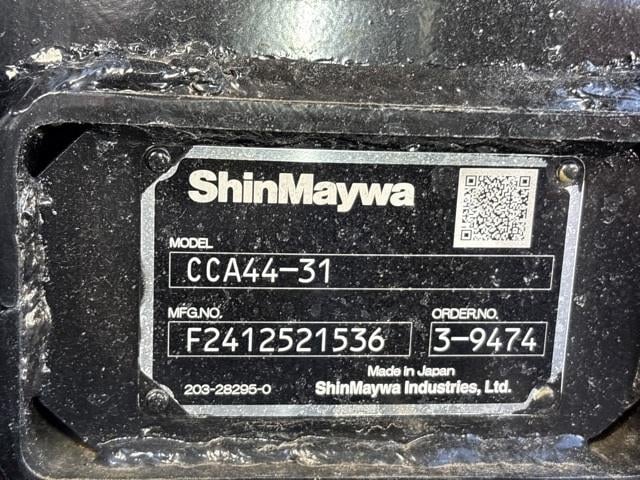 ShinMaywa
MODEL
CCA44-31
MFG.NO. ORDER.NO.
F2412521536 3-9474
Made in Japan
203-28295-0 ShinMaywa Industries, Ltd.